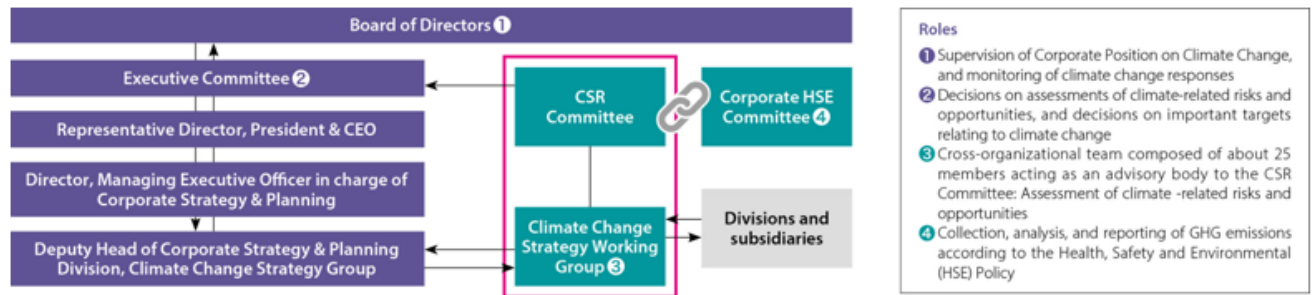 Board of Directors ❶
Executive Committee ❷
Representative Director, President & CEO
Director, Managing Executive Officer in charge of
Corporate Strategy & Planning
Deputy Head of Corporate Strategy & Planning
Division, Climate Change Strategy Group
CSR
Committee
Corporate HSE
Committee ❹
Climate Change
Strategy Working
Group ❸
Divisions and
subsidiaries
Roles
❶ Supervision of Corporate Position on Climate Change,
and monitoring of climate change responses
❷ Decisions on assessments of climate-related risks and
opportunities, and decisions on important targets
relating to climate change
❸ Cross-organizational team composed of about 25
members acting as an advisory body to the CSR
Committee: Assessment of climate -related risks and
opportunities
❹ Collection, analysis, and reporting of GHG emissions
according to the Health, Safety and Environmental
(HSE) Policy